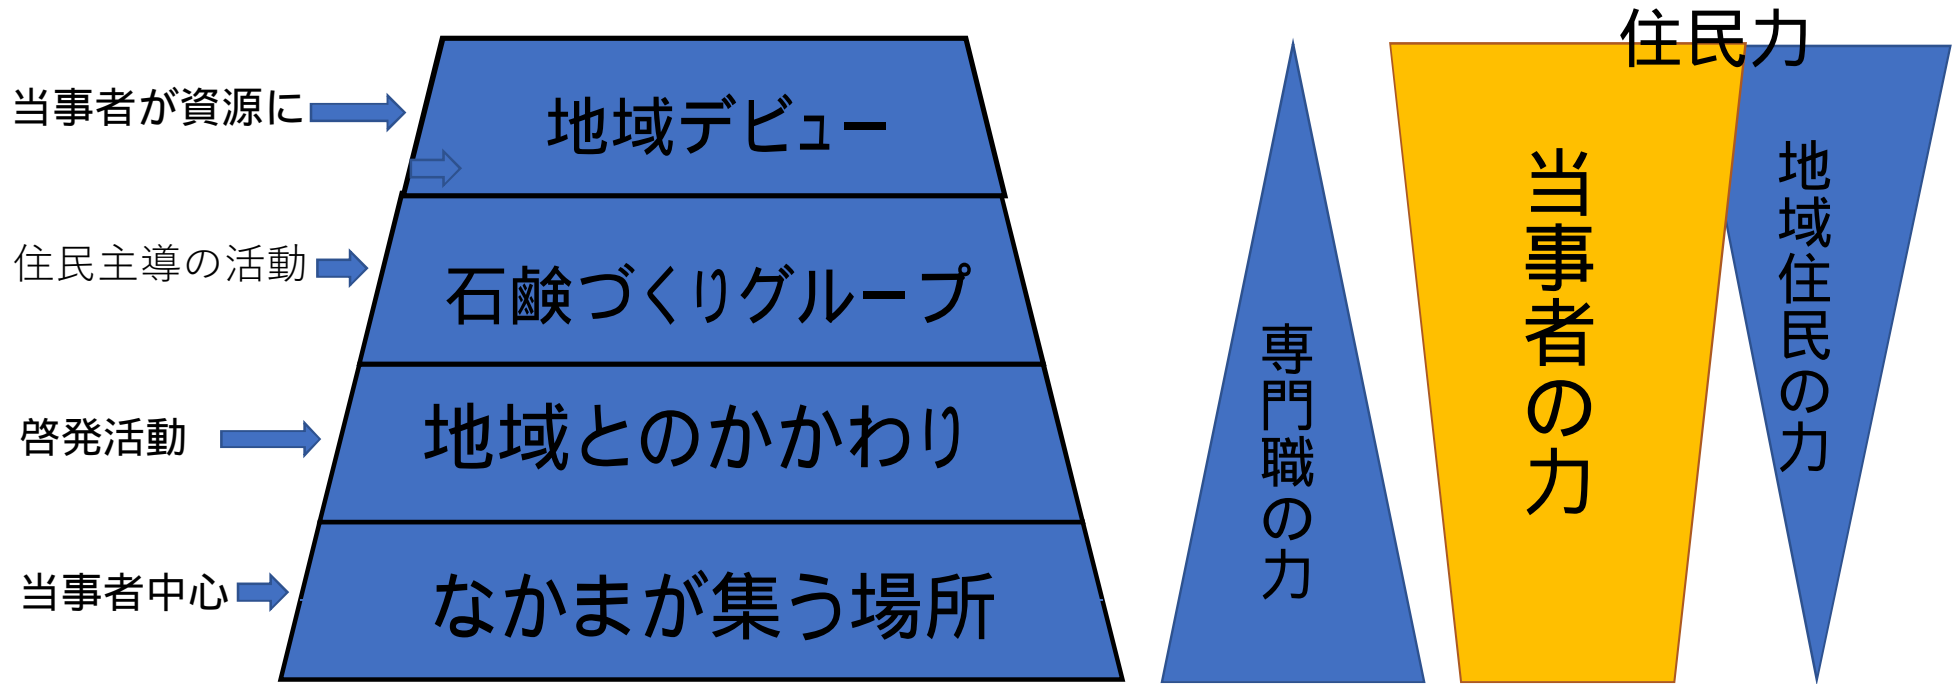 当事者が資源に
地域デビュー
住民主導の活動
石鹸づくりグループ
啓発活動
地域とのかかわり
当事者中心
なかまが集う場所
住民力
専門職の力
当事者の力
地域住民の力